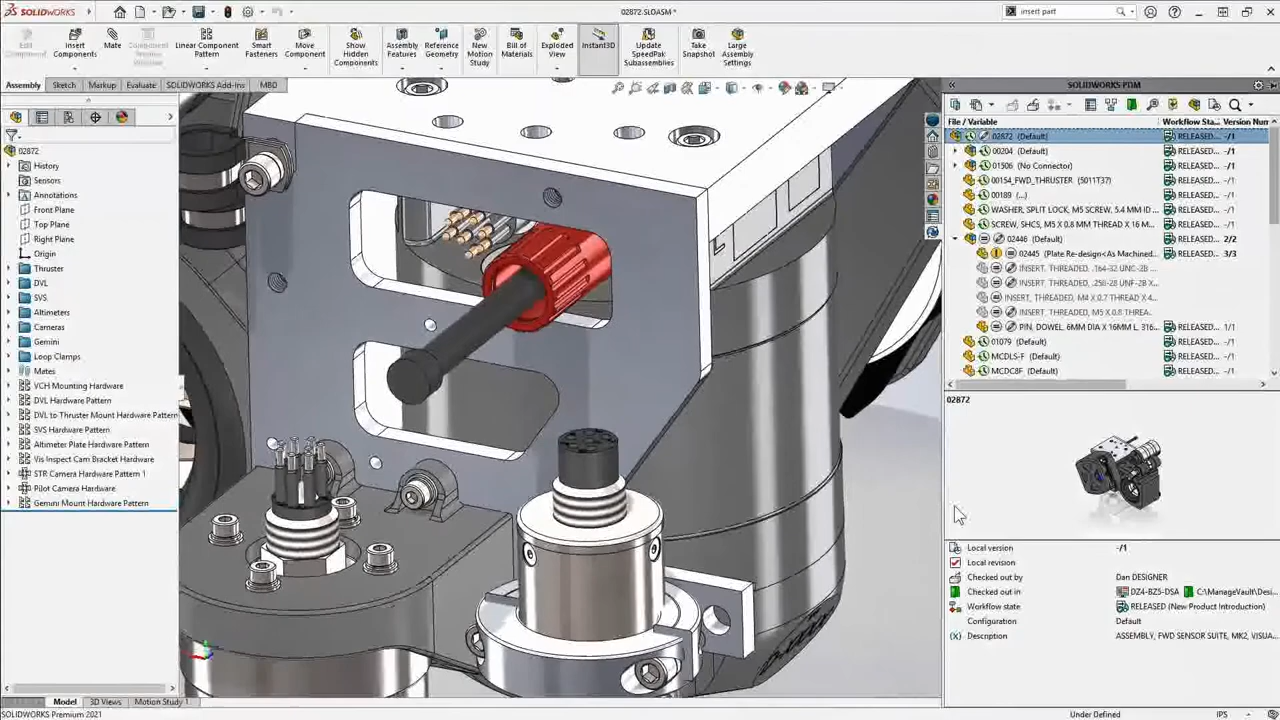 SOLIDWORKS
02872.SLDASM *
insert part
Edit Component
Insert Components
Mate
Component Preview Window
Linear Component Pattern
Smart Fasteners
Move Component
Show Hidden Components
Assembly Features
Reference Geometry
New Motion Study
Bill of Materials
Exploded View
Instant3D
Update SpeedPak Subassemblies
Take Snapshot
Large Assembly Settings
Assembly
Sketch
Markup
Evaluate
SOLIDWORKS Add-Ins
MBD
02872
History
Sensors
Annotations
Front Plane
Top Plane
Right Plane
Origin
Thruster
DVL
SVS
Altimeters
Cameras
Gemini
Loop Clamps
Mates
VCH Mounting Hardware
DVL Hardware Pattern
DVL to Thruster Mount Hardware Pattern
SVS Hardware Pattern
Altimeter Plate Hardware Pattern
Vis Inspect Cam Bracket Hardware
STR Camera Hardware Pattern 1
Pilot Camera Hardware
Gemini Mount Hardware Pattern
SOLIDWORKS PDM
File / Variable Workflow Sta... Version Num
02872 (Default) RELEASED... -/1
00204 (Default) RELEASED... -/1
01506 (No Connector) RELEASED... -/1
00154_FWD_THRUSTER (5011T37) RELEASED... -/1
00189 (...) RELEASED... -/1
WASHER, SPLIT LOCK, M5 SCREW, 5.4 MM ID ... RELEASED... -/1
SCREW, SHCS, M5 X 0.8 MM THREAD X 16 M... RELEASED... -/1
02446 (Default) 2/2
02445 (Plate Re-design<As Machined... 3/3
INSERT, THREADED, .164-32 UNC-2B ...
INSERT, THREADED, .250-28 UNF-2B X...
INSERT, THREADED, M4 X 0.7 THREAD X 4...
INSERT, THREADED, M5 X 0.8 THREA...
PIN, DOWEL, 6MM DIA X 16MM L, 316... RELEASED... 1/1
01079 (Default) RELEASED... -/1
MCDLS-F (Default) RELEASED... -/1
MCDC8F (Default) RELEASED... -/1
02872
Local version -/1
Local revision
Checked out by Dan DESIGNER
Checked out in DZ4-BZ5-DSA C:\ManageVault\Desi...
Workflow state RELEASED (New Product Introduction)
Configuration Default
Description ASSEMBLY, FWD SENSOR SUITE, MK2, VISUA...
Model
3D Views
Motion Study 1
SOLIDWORKS Premium 2021
Under Defined
IPS